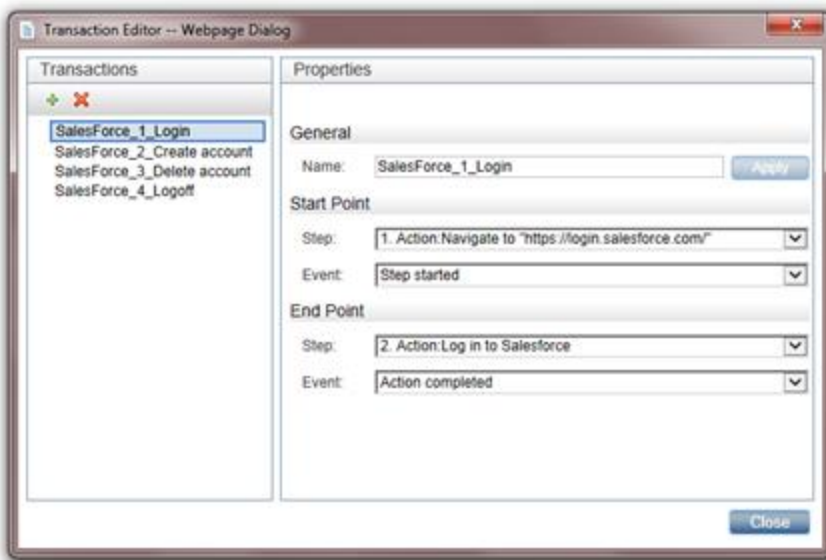 Transaction Editor -- Webpage Dialog
Transactions
Properties
SalesForce_1_Login
SalesForce_2_Create account
SalesForce_3_Delete account
SalesForce_4_Logoff
General
Name: SalesForce_1_Login Apply
Start Point
Step: 1. Action:Navigate to "https://login.salesforce.com/"
Event: Step started
End Point
Step: 2. Action:Log in to Salesforce
Event: Action completed
Close